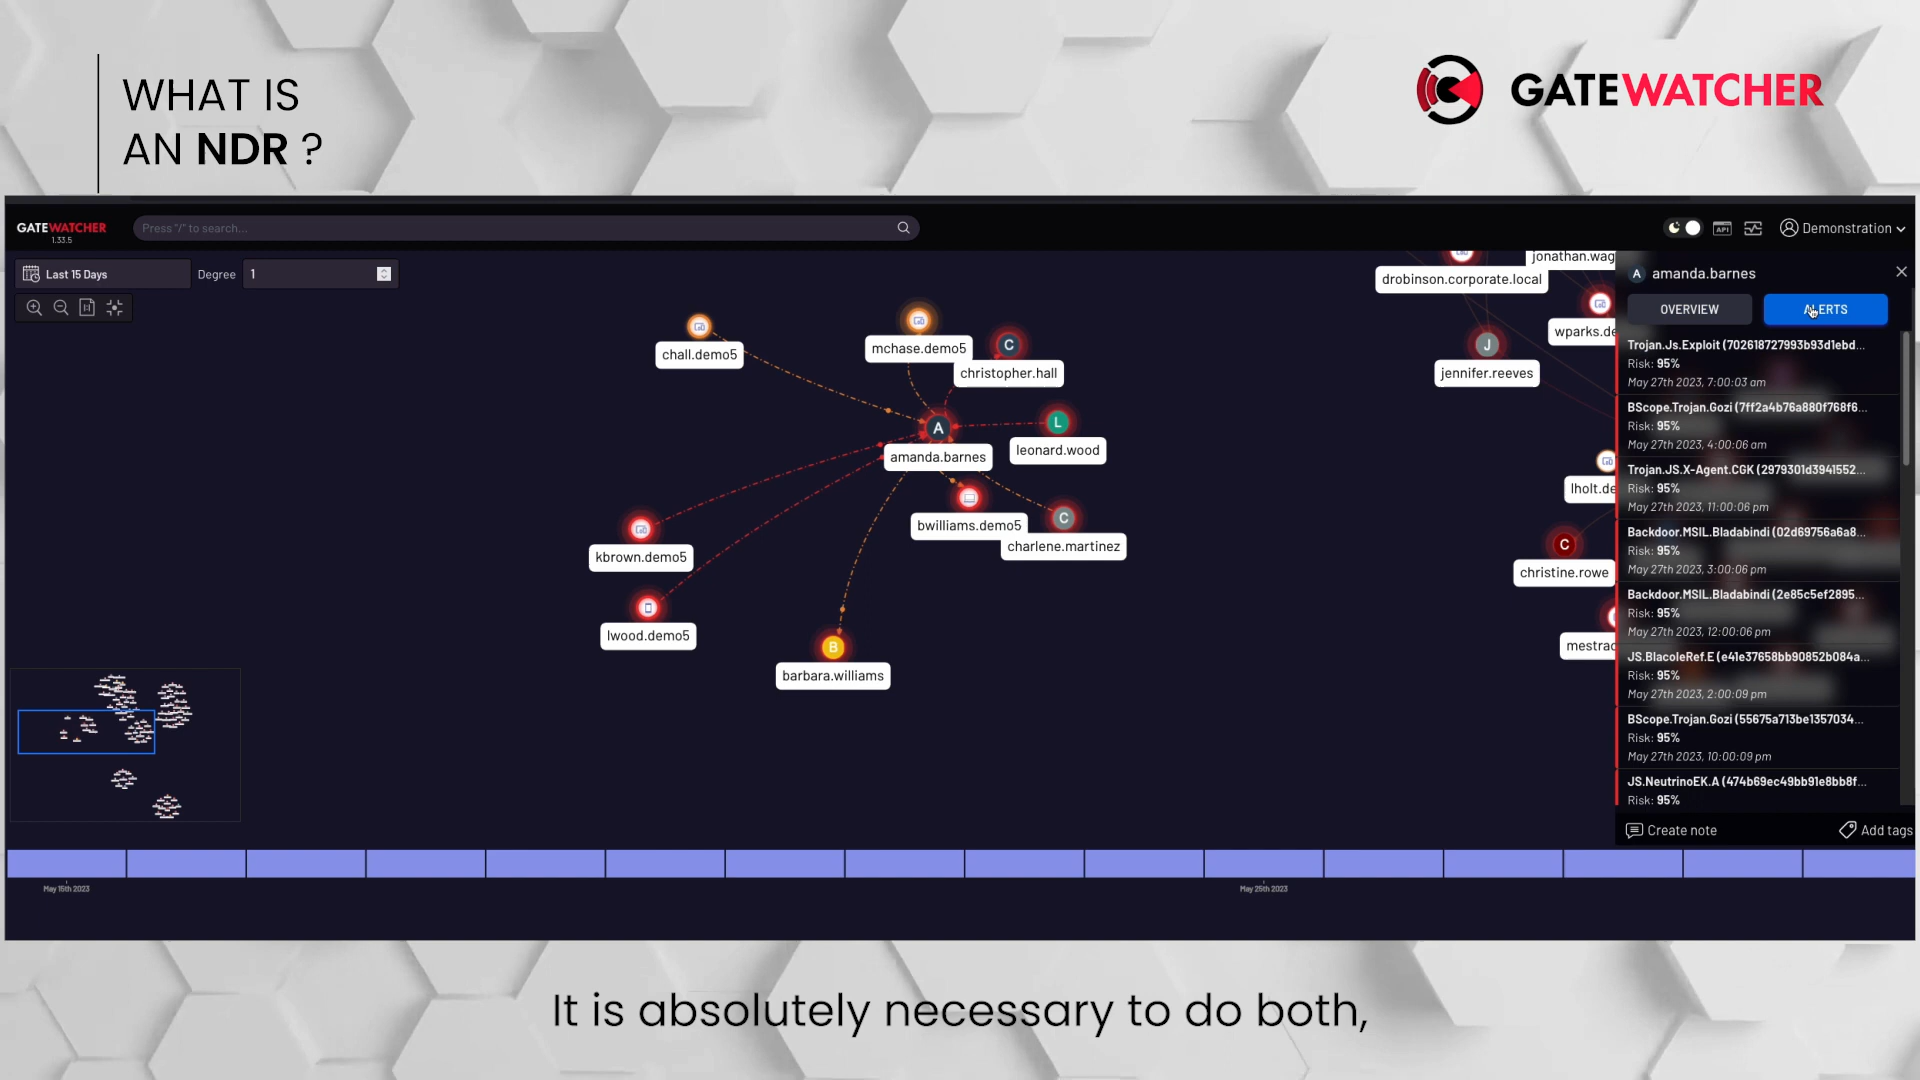 WHAT IS
AN NDR ?
GATEWATCHER
GATEWATCHER
1.33.5
Press "/" to search...
API
Demonstration
Last 15 Days
Degree
1
chall.demo5
mchase.demo5
C
christopher.hall
A
amanda.barnes
L
leonard.wood
bwilliams.demo5
C
charlene.martinez
kbrown.demo5
lwood.demo5
B
barbara.williams
jonathan.wag
drobinson.corporate.local
wparks.de
J
jennifer.reeves
lholt.de
C
christine.rowe
mestrad
A amanda.barnes
OVERVIEW
ALERTS
Trojan.Js.Exploit (702618727993b93d1ebd...
Risk: 95%
May 27th 2023, 7:00:03 am
BScope.Trojan.Gozi (7ff2a4b76a880f768f6...
Risk: 95%
May 27th 2023, 4:00:06 am
Trojan.JS.X-Agent.CGK (2979301d3941552...
Risk: 95%
May 27th 2023, 11:00:06 pm
Backdoor.MSIL.Bladabindi (02d69756a6a8...
Risk: 95%
May 27th 2023, 3:00:06 pm
Backdoor.MSIL.Bladabindi (2e85c5ef2895...
Risk: 95%
May 27th 2023, 12:00:06 pm
JS.BlacoleRef.E (e41e37658bb90852b084a...
Risk: 95%
May 27th 2023, 2:00:09 pm
BScope.Trojan.Gozi (55675a713be1357034...
Risk: 95%
May 27th 2023, 10:00:09 pm
JS.NeutrinoEK.A (474b69ec49bb91e8bb8f...
Risk: 95%
Create note
Add tags
May 15th 2023
May 25th 2023
It is absolutely necessary to do both,